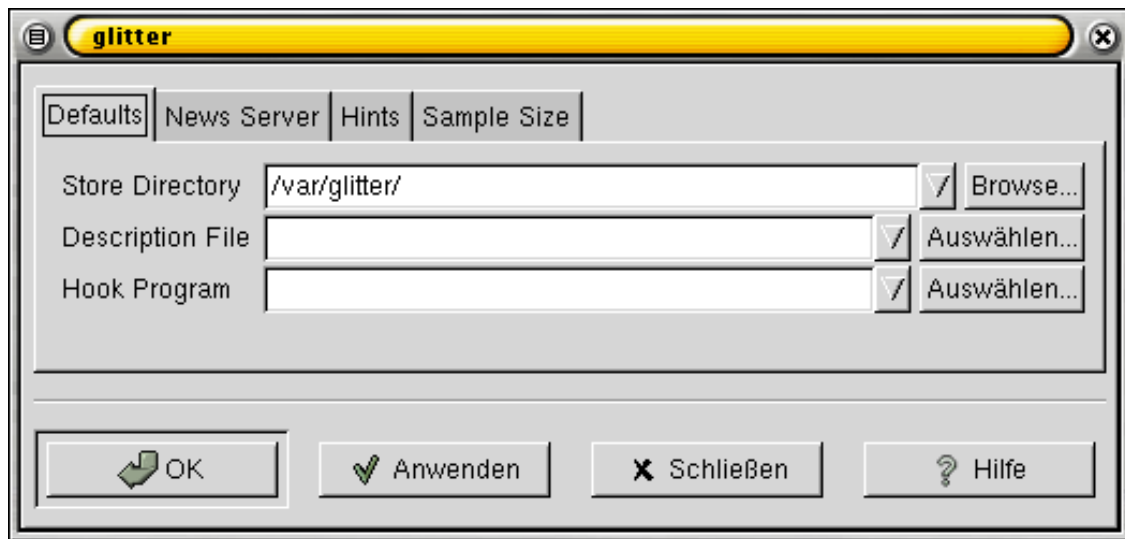 glitter
Defaults News Server Hints Sample Size
Store Directory /var/glitter/ Browse...
Description File Auswählen...
Hook Program Auswählen...
OK Anwenden Schließen Hilfe